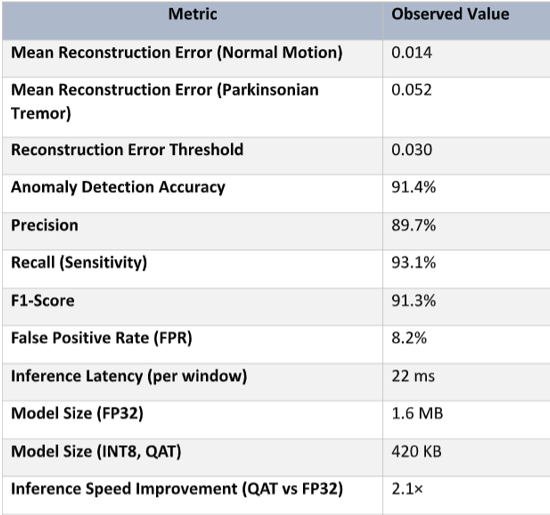 Metric Observed Value
Mean Reconstruction Error (Normal Motion) 0.014
Mean Reconstruction Error (Parkinsonian 0.052
Tremor)
Reconstruction Error Threshold 0.030
Anomaly Detection Accuracy 91.4%
Precision 89.7%
Recall (Sensitivity) 93.1%
F1-Score 91.3%
False Positive Rate (FPR) 8.2%
Inference Latency (per window) 22 ms
Model Size (FP32) 1.6 MB
Model Size (INT8, QAT) 420 KB
Inference Speed Improvement (QAT vs FP32) 2.1×